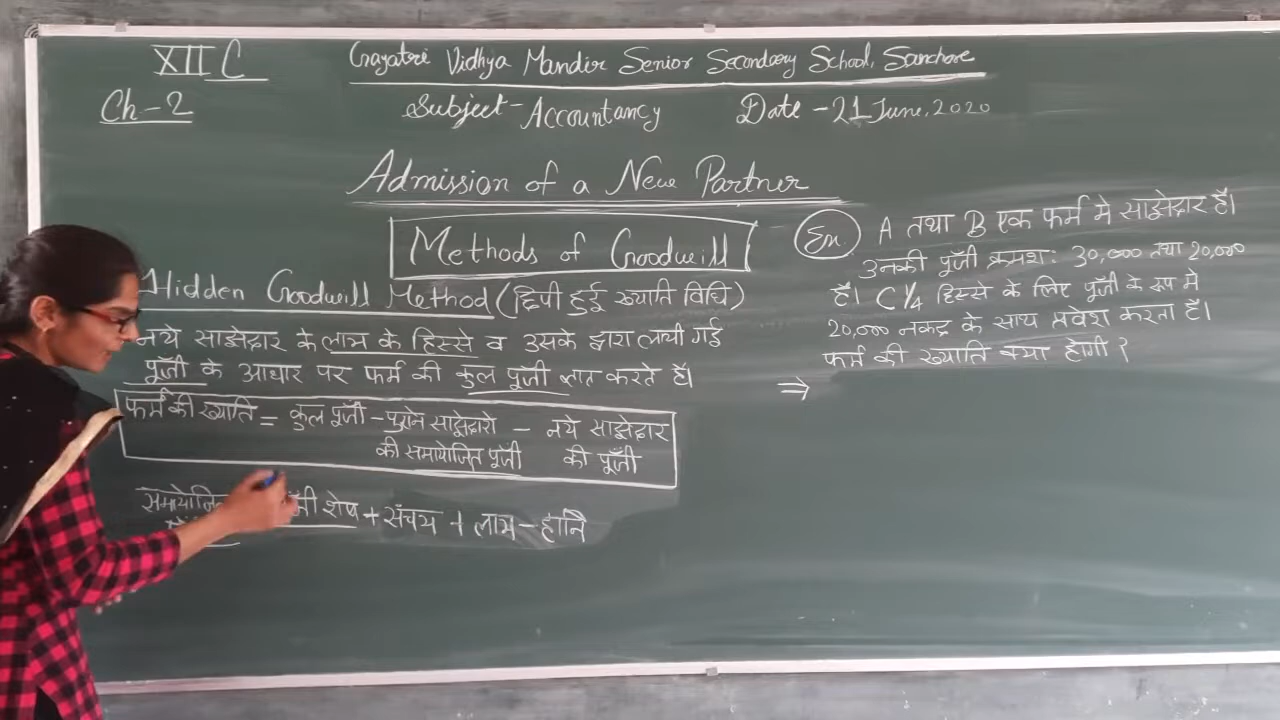 XII C
Gayatri Vidhya Mandir Senior Secondary School, Sanchore
Ch-2
Subject-Accountancy
Date - 21 June, 2020
Admission of a New Partner
Methods of Goodwill
Hidden Goodwill Method (छिपी हुई ख्याति विधि)
नये साझेदार के लाभ के हिस्से व उसके द्वारा लायी गई
पूँजी के आधार पर फर्म की कुल पूँजी ज्ञात करते हैं।
फर्म की ख्याति = कुल पूँजी - पुराने साझेदारो - नये साझेदार
की समायोजित पूँजी की पूँजी
शेष + संचय + लाभ - हानि
Ex. A तथा B एक फर्म मे साझेदार हैं।
उनकी पूँजी क्रमश: 30,000 तथा 20,000
है। C 1/4 हिस्से के लिए पूँजी के रूप मे
20,000 नकद के साथ प्रवेश करता है।
फर्म की ख्याति क्या होगी ?
⇒